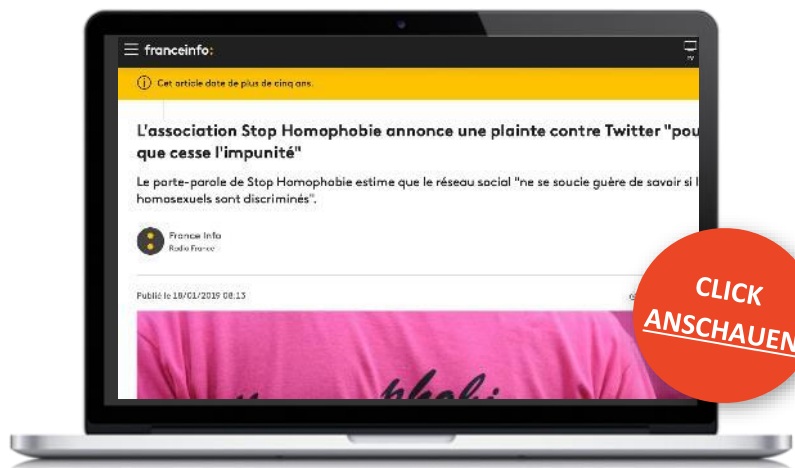 franceinfo:
TV
Cet article date de plus de cinq ans.
L'association Stop Homophobie annonce une plainte contre Twitter "pou
que cesse l'impunité"
Le porte-parole de Stop Homophobie estime que le réseau social "ne se soucie guère de savoir si l
homosexuels sont discriminés".
France Info
Radio France
Publié le 18/01/2019 08:13
CLICK
ANSCHAUEN
phobi